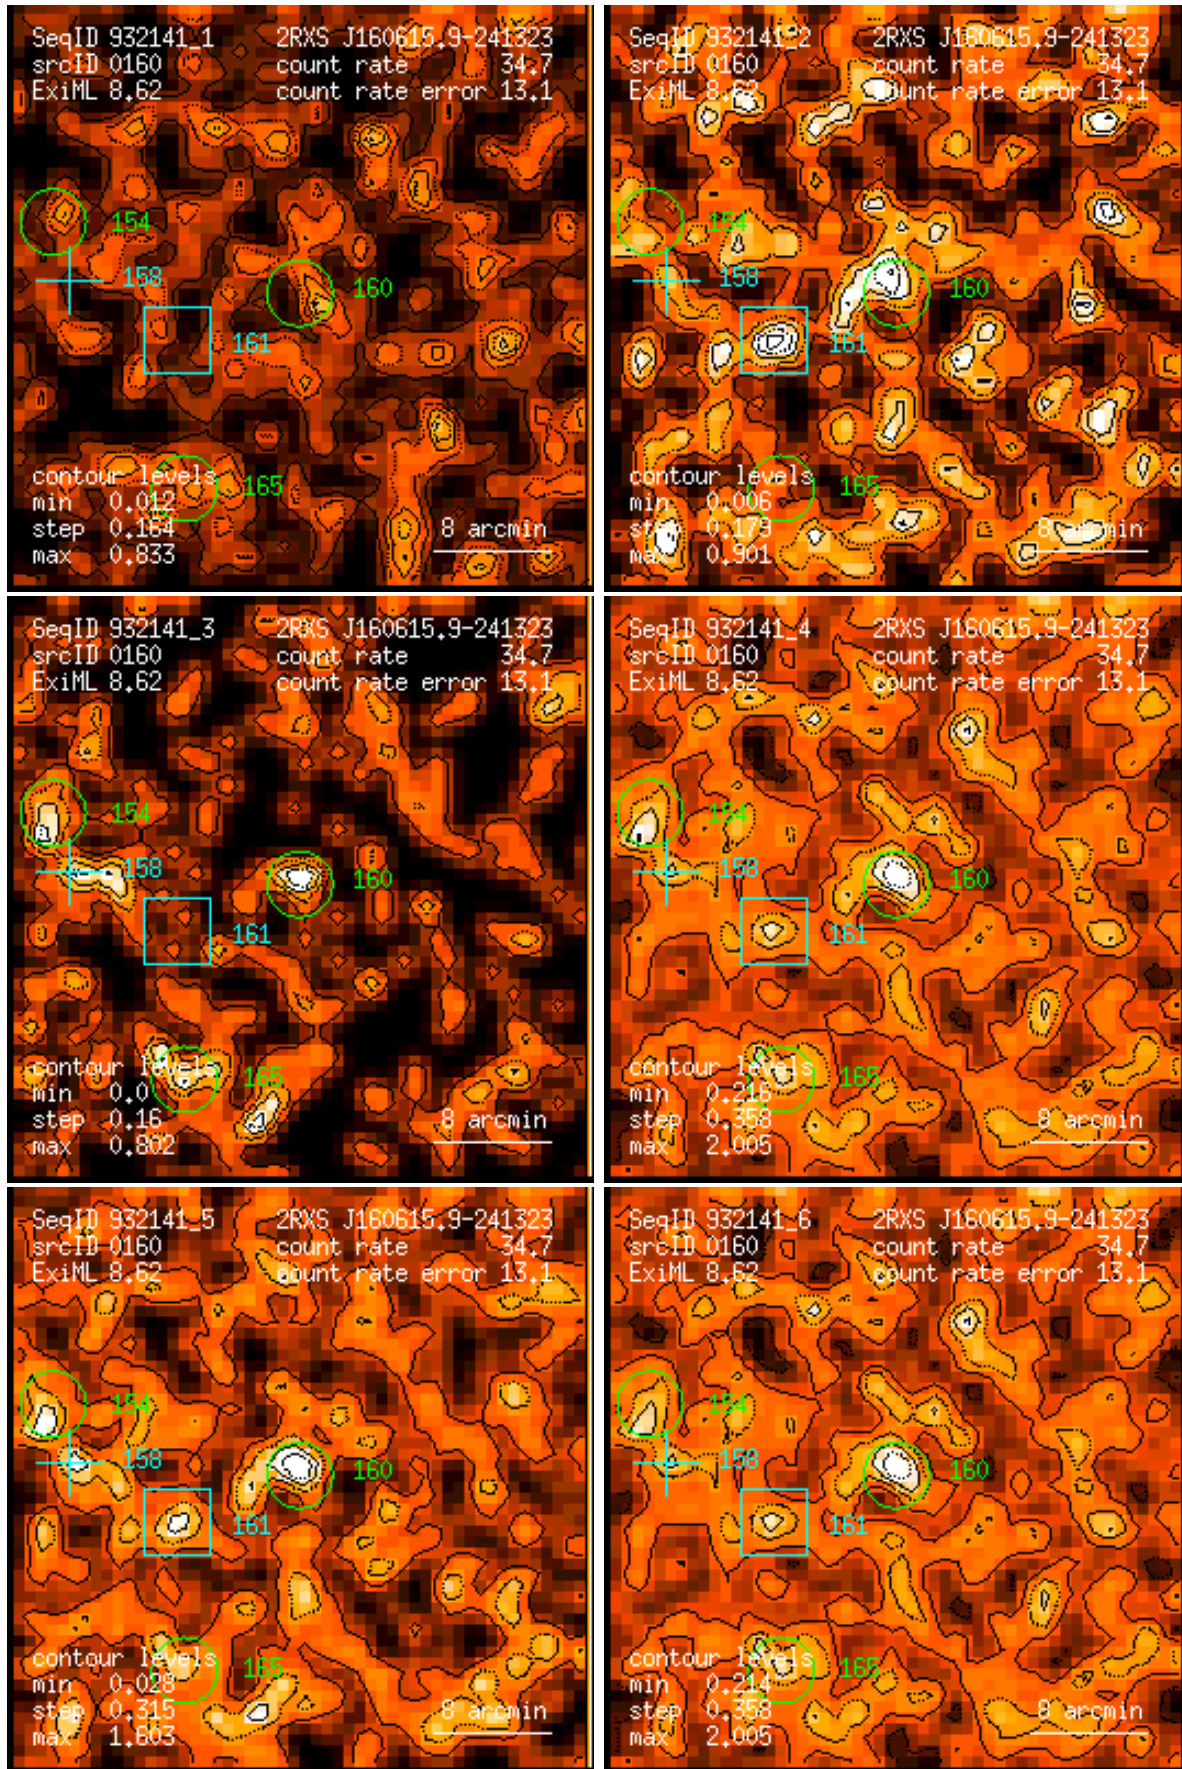 SeqID 932141_1 2RXS J160615.9-241323
srcID 0160 count rate 34.7
ExiML 8.62 count rate error 13.1
154
158
160
161
contour levels
165
min 0.012
step 0.164
8 arcmin
max 0.833
SeqID 932141_2 2RXS J160615.9-241323
srcID 0160 count rate 34.7
ExiML 8.62 count rate error 13.1
154
158
160
161
contour levels
165
min 0.006
step 0.179
8 arcmin
max 0.901
SeqID 932141_3 2RXS J160615.9-241323
srcID 0160 count rate 34.7
ExiML 8.62 count rate error 13.1
154
158
160
161
contour levels
165
min 0.0
step 0.16
8 arcmin
max 0.802
SeqID 932141_4 2RXS J160615.9-241323
srcID 0160 count rate 34.7
ExiML 8.62 count rate error 13.1
154
158
160
161
contour levels
165
min 0.216
step 0.358
8 arcmin
max 2.005
SeqID 932141_5 2RXS J160615.9-241323
srcID 0160 count rate 34.7
ExiML 8.62 count rate error 13.1
154
158
160
161
contour levels
165
min 0.028
step 0.315
8 arcmin
max 1.603
SeqID 932141_6 2RXS J160615.9-241323
srcID 0160 count rate 34.7
ExiML 8.62 count rate error 13.1
154
158
160
161
contour levels
165
min 0.214
step 0.358
8 arcmin
max 2.005